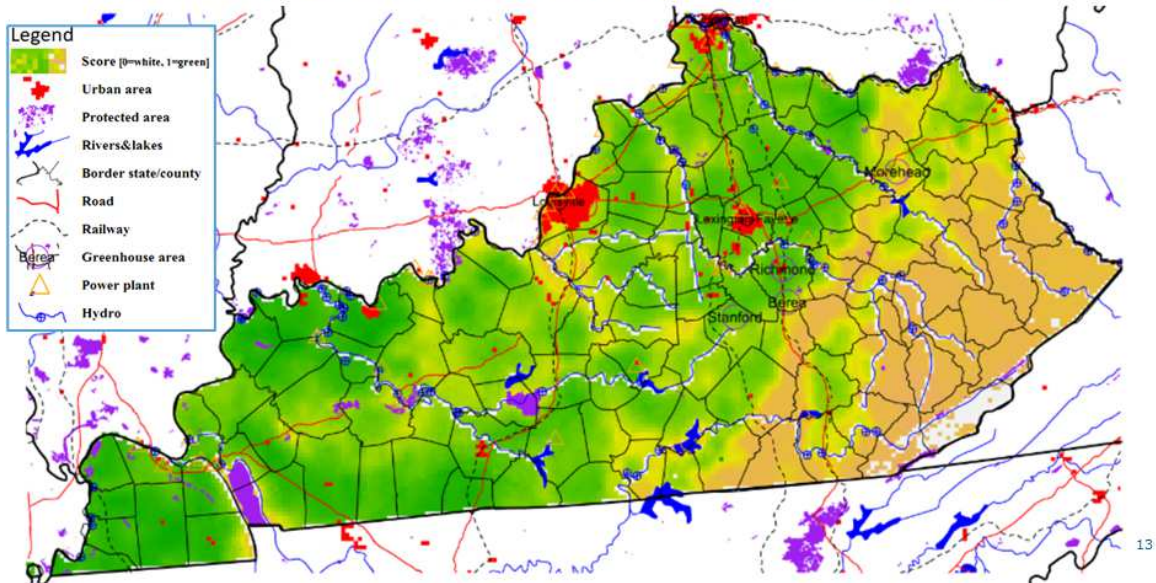 Legend
Score [0=white, 1=green]
Urban area
Protected area
Rivers&lakes
Border state/county
Road
Railway
Berea
Greenhouse area
Power plant
Hydro
Morehead
Louisville
Lexington-Fayette
Richmond
Berea
Stanford
13